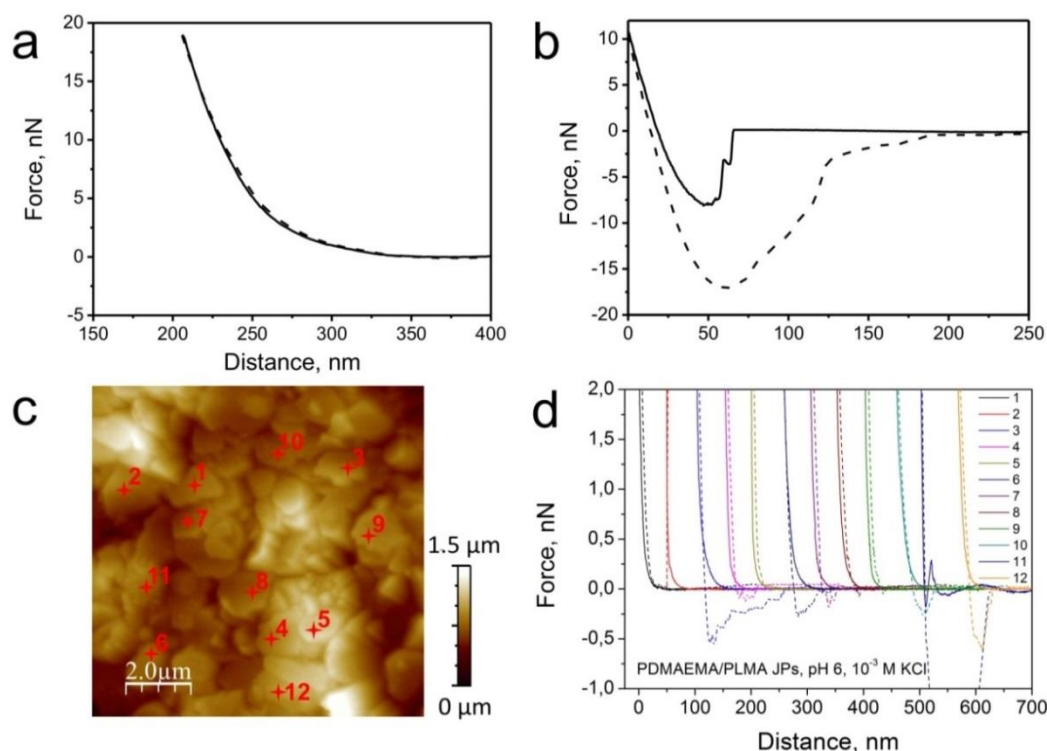 a
20
15
10
5
0
-5
Force, nN
150 200 250 300 350 400
Distance, nm
b
10
5
0
-5
-10
-15
-20
Force, nN
0 50 100 150 200 250
c
10
3
2
1
7
9
11
8
5
4
6
12
2.0µm
1.5 µm
0 µm
d
2,0
1,5
1,0
0,5
0,0
-0,5
-1,0
Force, nN
1
2
3
4
5
6
7
8
9
10
11
12
PDMAEMA/PLMA JPs, pH 6, 10⁻³ M KCl
0 100 200 300 400 500 600 700
Distance, nm